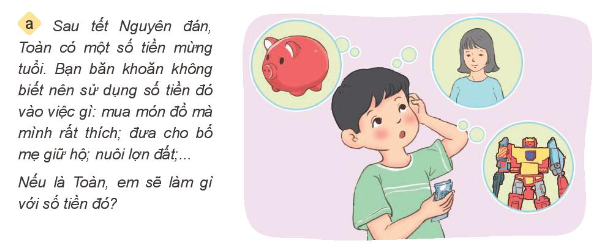 a Sau tết Nguyên đán,
Toàn có một số tiền mừng
tuổi. Bạn băn khoăn không
biết nên sử dụng số tiền đó
vào việc gì: mua món đồ mà
mình rất thích; đưa cho bố
mẹ giữ hộ; nuôi lợn đất;...
Nếu là Toàn, em sẽ làm gì
với số tiền đó?